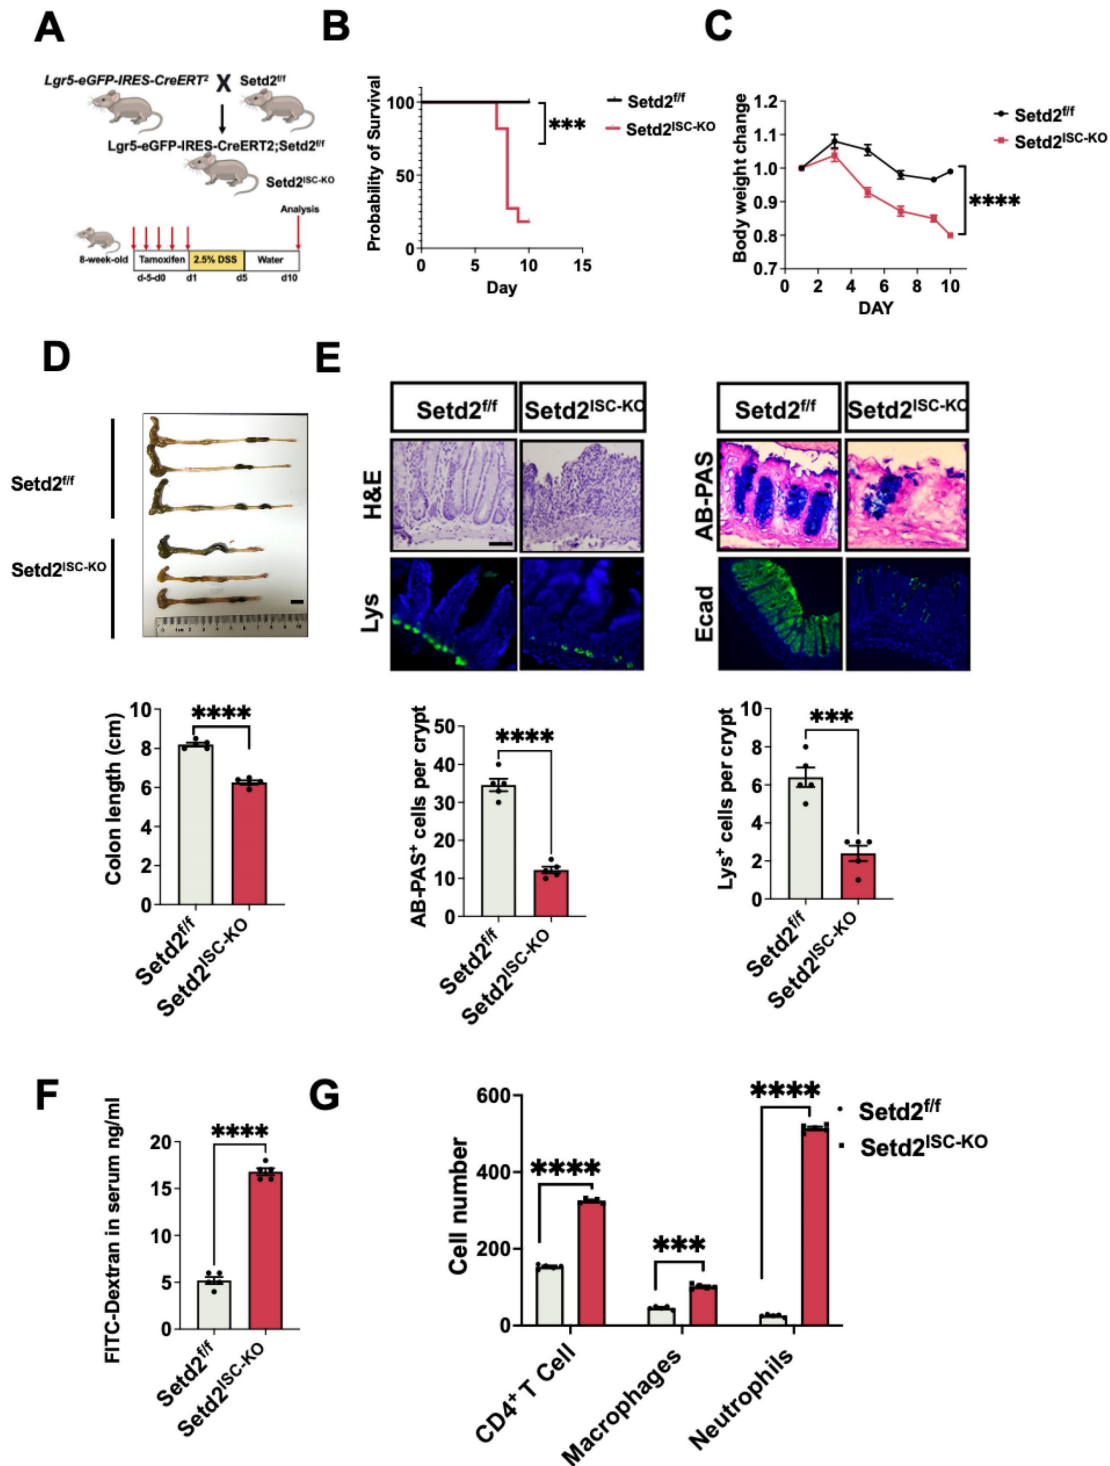 A
Lgr5-eGFP-IRES-CreERT² X Setd2f/f
Lgr5-eGFP-IRES-CreERT2;Setd2f/f
Setd2ISC-KO
Analysis
8-week-old Tamoxifen 2.5% DSS Water
d-5-d0 d1 d5 d10
B
Probability of Survival
100
50
0
0 5 10 15
Day
***
Setd2f/f
Setd2ISC-KO
C
Body weight change
1.2
1.1
1.0
0.9
0.8
0.7
0 2 4 6 8 10
DAY
****
Setd2f/f
Setd2ISC-KO
D
Setd2f/f
Setd2ISC-KO
Colon length (cm)
10
8
6
4
2
0
****
Setd2f/f
Setd2ISC-KO
E
Setd2f/f Setd2ISC-KO
H&E
Lys
Setd2f/f Setd2ISC-KO
AB-PAS
Ecad
AB-PAS+ cells per crypt
50
40
30
20
10
0
****
Setd2f/f
Setd2ISC-KO
Lys+ cells per crypt
10
8
6
4
2
0
***
Setd2f/f
Setd2ISC-KO
F
FITC-Dextran in serum ng/ml
20
15
10
5
0
****
Setd2f/f
Setd2ISC-KO
G
Cell number
600
400
200
0
****
***
****
Setd2f/f
Setd2ISC-KO
CD4+ T Cell
Macrophages
Neutrophils